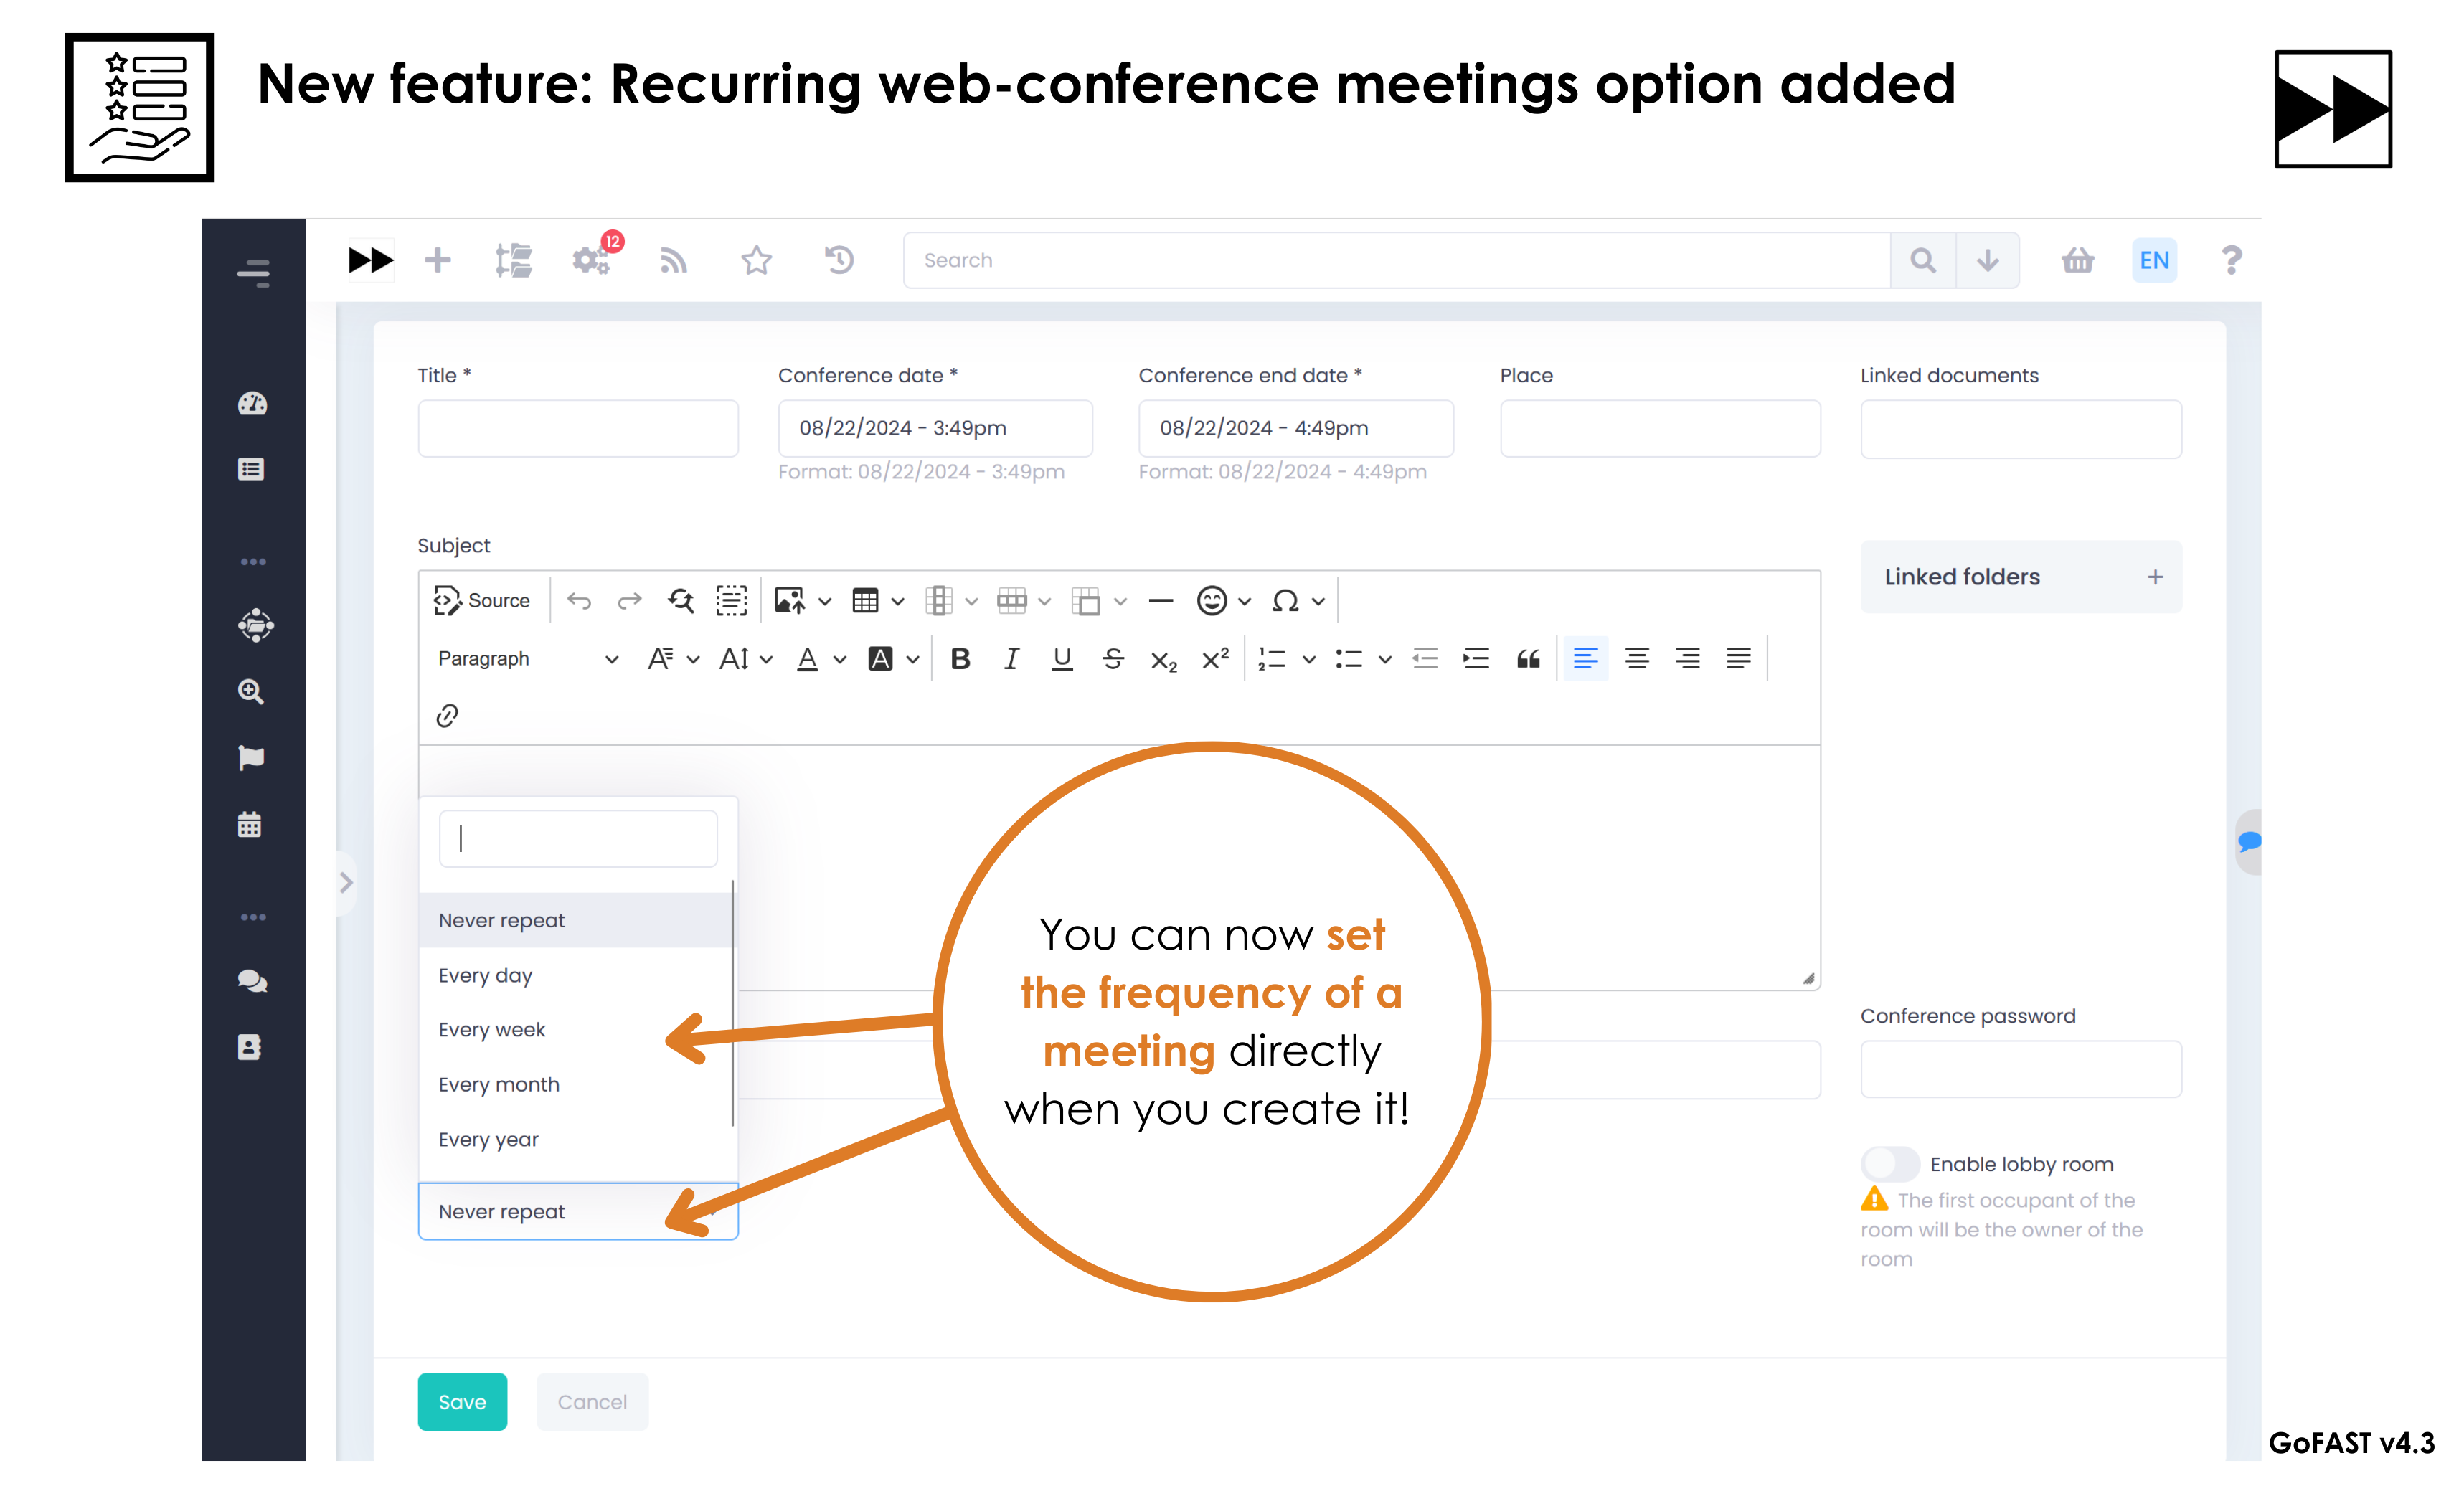 New feature: Recurring web-conference meetings option added
12
Search
EN
?
Title *
Conference date *
Conference end date *
Place
Linked documents
08/22/2024 - 3:49pm
08/22/2024 - 4:49pm
Format: 08/22/2024 - 3:49pm
Format: 08/22/2024 - 4:49pm
Subject
Linked folders +
Source
Paragraph
Never repeat
Every day
Every week
Every month
Every year
Never repeat
You can now set
the frequency of a
meeting directly
when you create it!
Conference password
Enable lobby room
The first occupant of the
room will be the owner of the
room
Save
Cancel
GoFAST v4.3